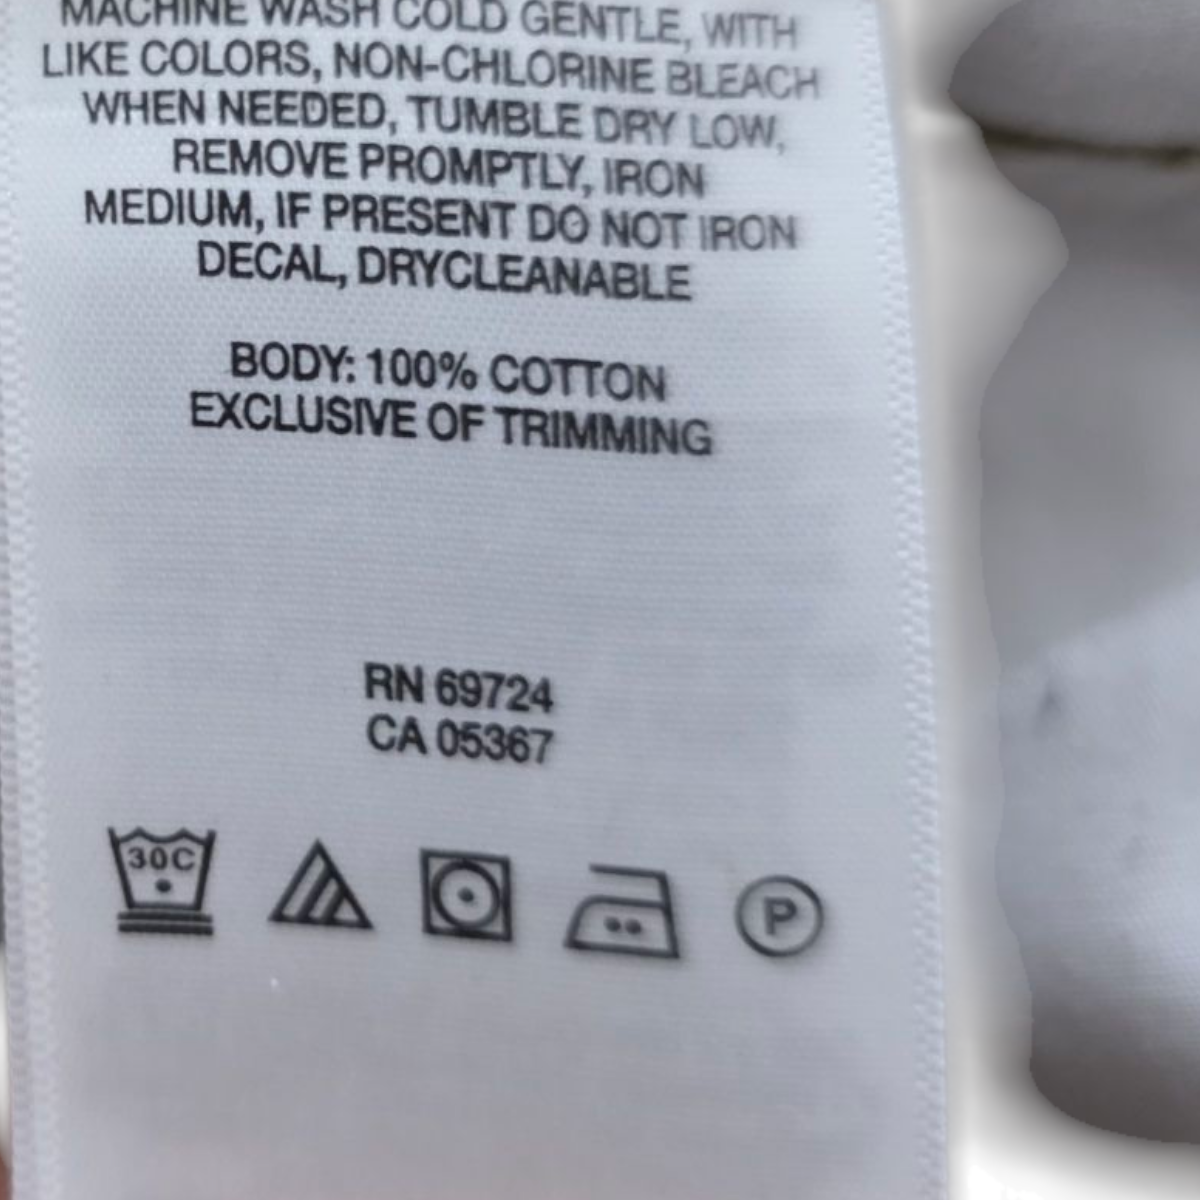 MACHINE WASH COLD GENTLE, WITH
LIKE COLORS, NON-CHLORINE BLEACH
WHEN NEEDED, TUMBLE DRY LOW,
REMOVE PROMPTLY, IRON
MEDIUM, IF PRESENT DO NOT IRON
DECAL, DRYCLEANABLE
BODY: 100% COTTON
EXCLUSIVE OF TRIMMING
RN 69724
CA 05367
30C
P